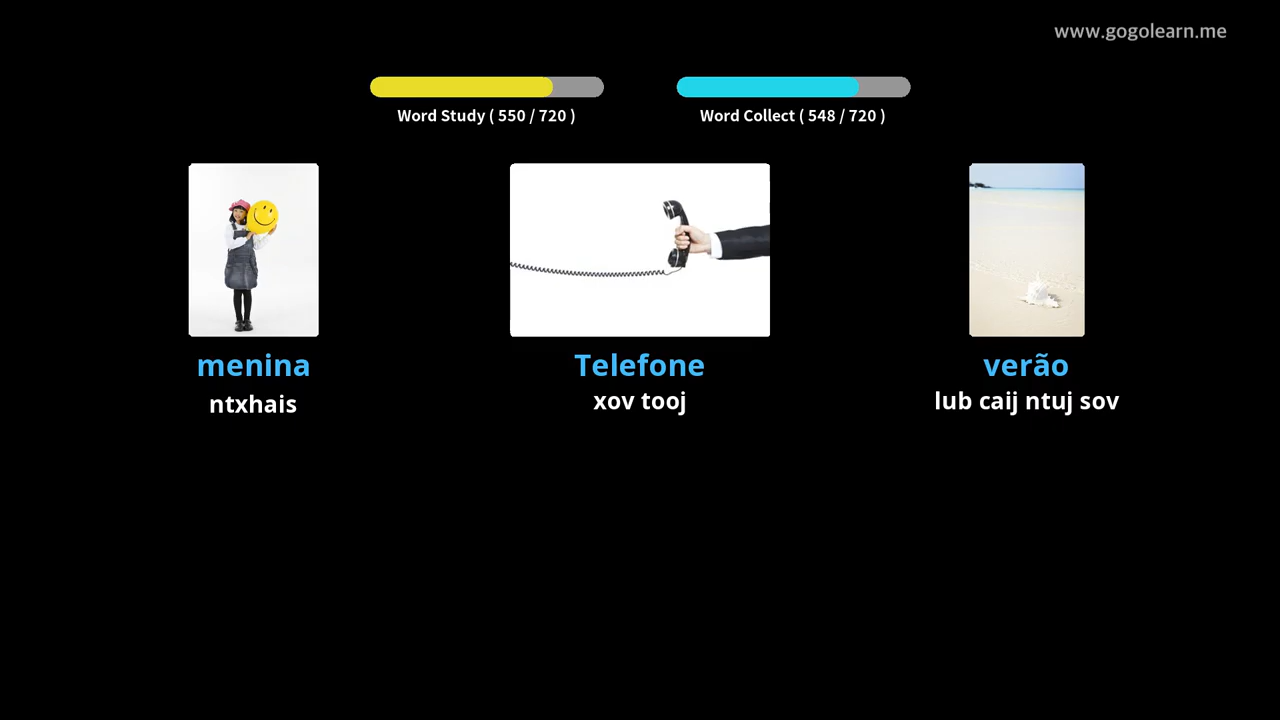 www.gogolearn.me
Word Study ( 550 / 720 )
Word Collect ( 548 / 720 )
menina
Telefone
verão
ntxhais
xov tooj
lub caij ntuj sov